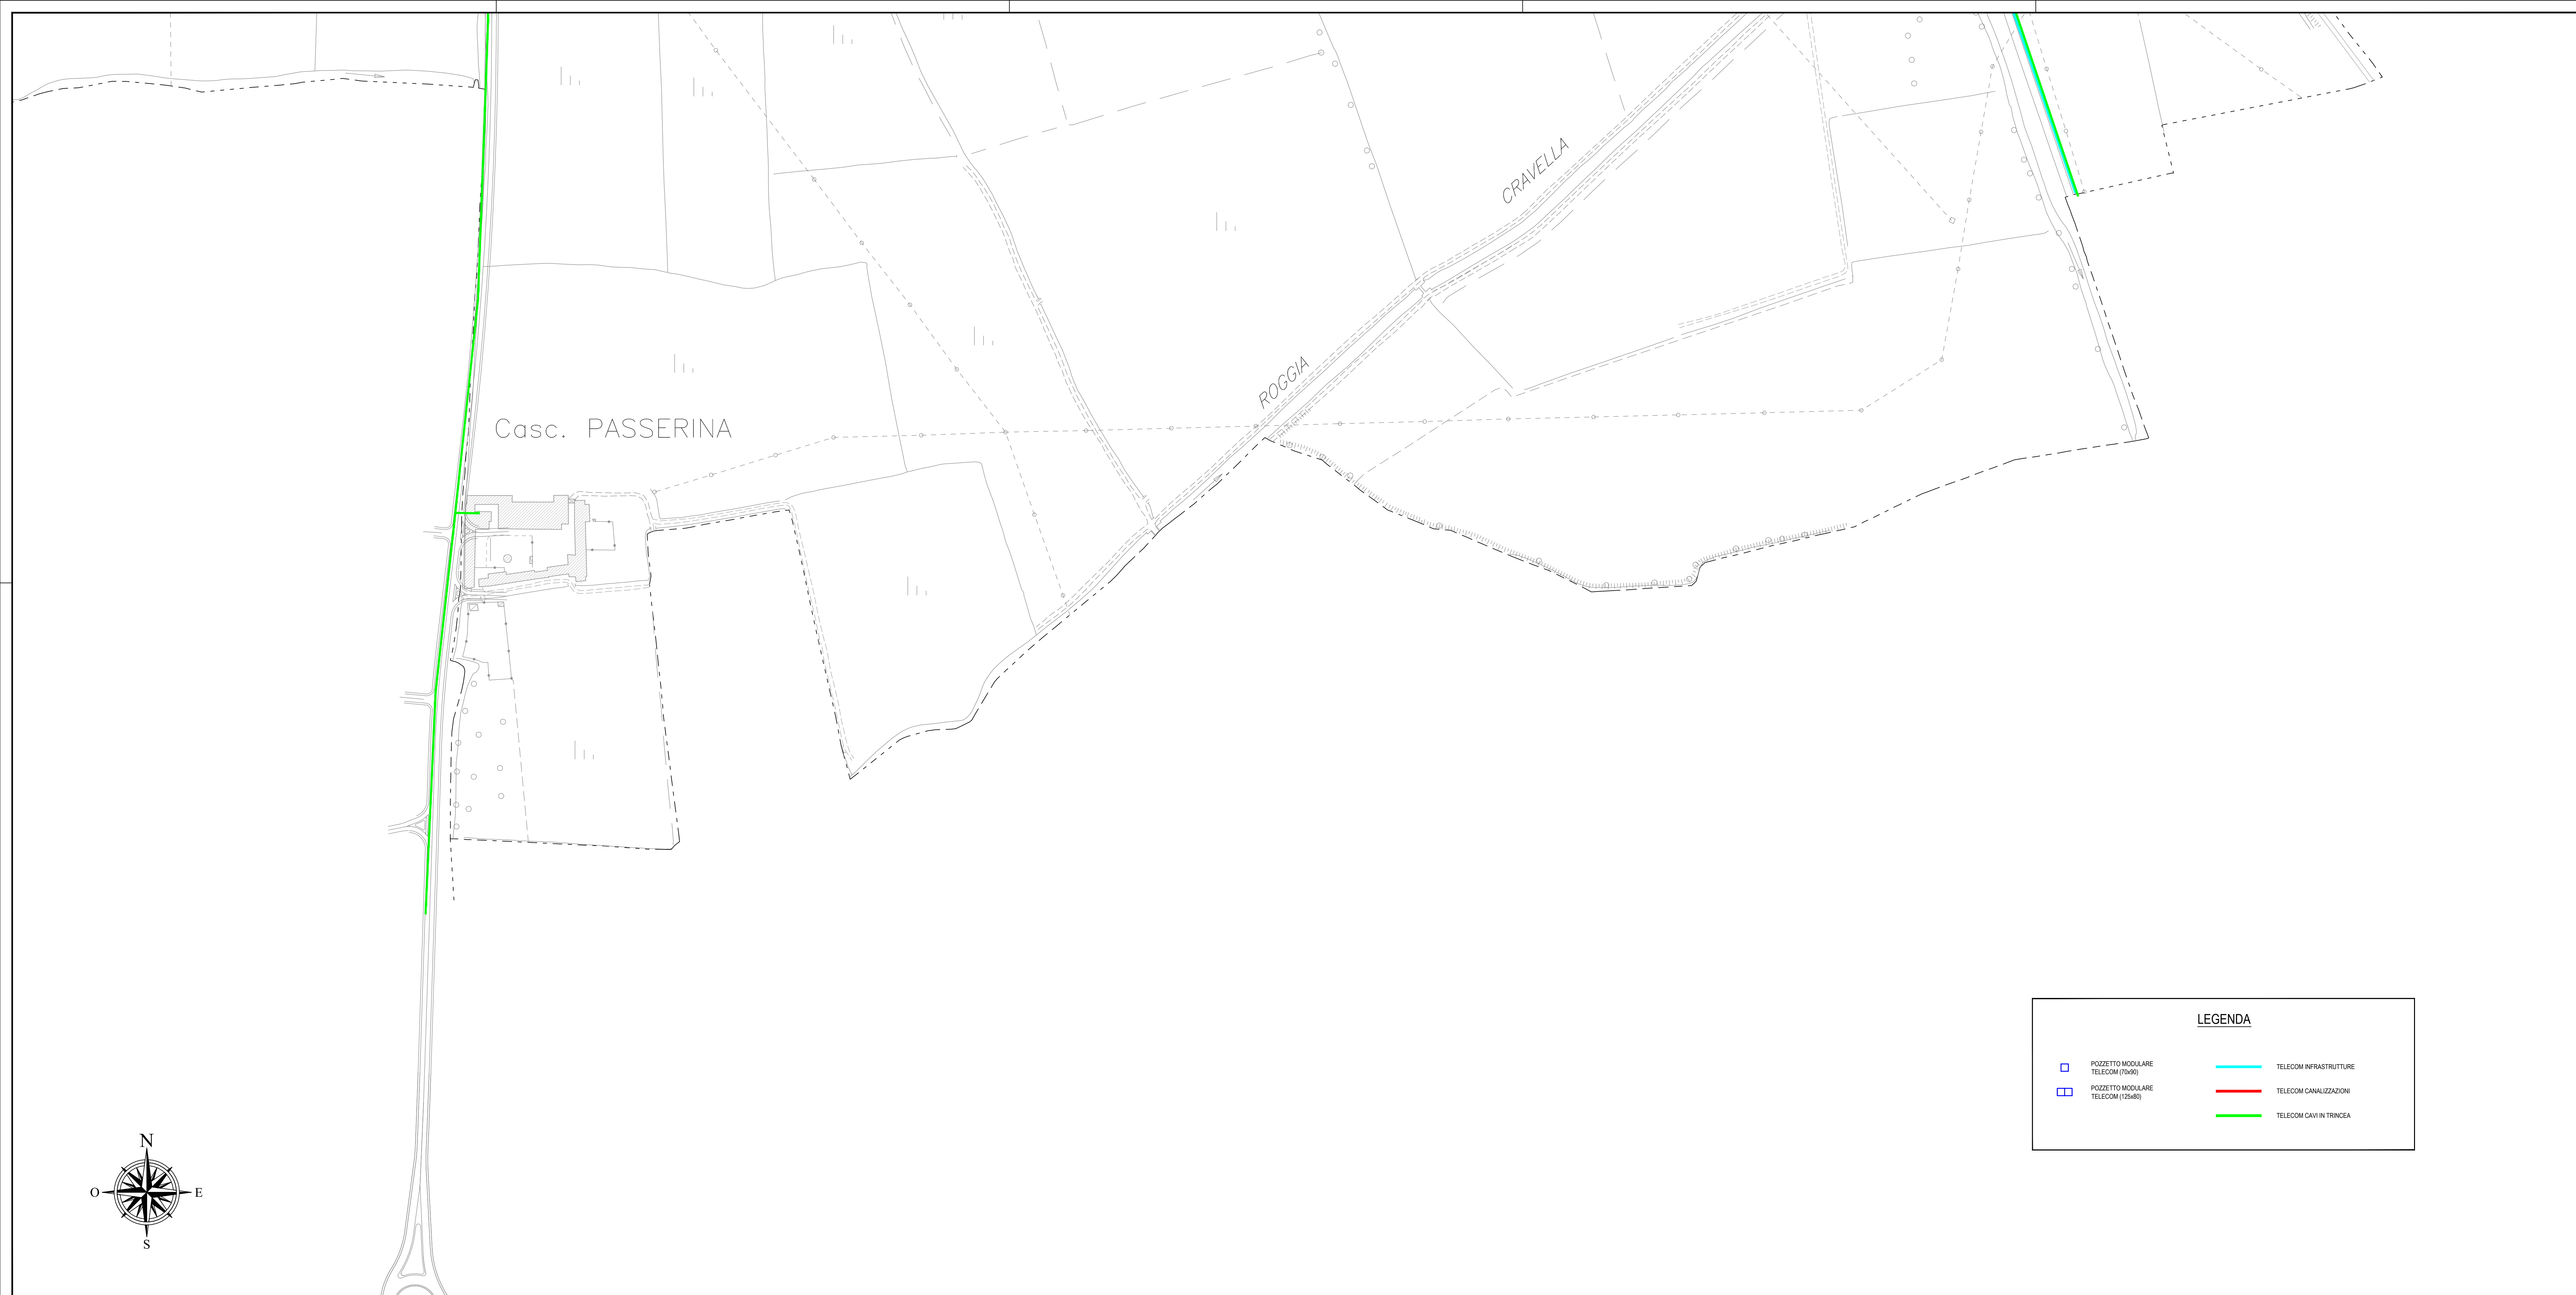 CRAVELLA
ROGGIA
Casc. PASSERINA
LEGENDA
POZZETTO MODULARE
TELECOM (70x90)
POZZETTO MODULARE
TELECOM (125x80)
TELECOM INFRASTRUTTURE
TELECOM CANALIZZAZIONI
TELECOM CAVI IN TRINCEA
N
O
E
S